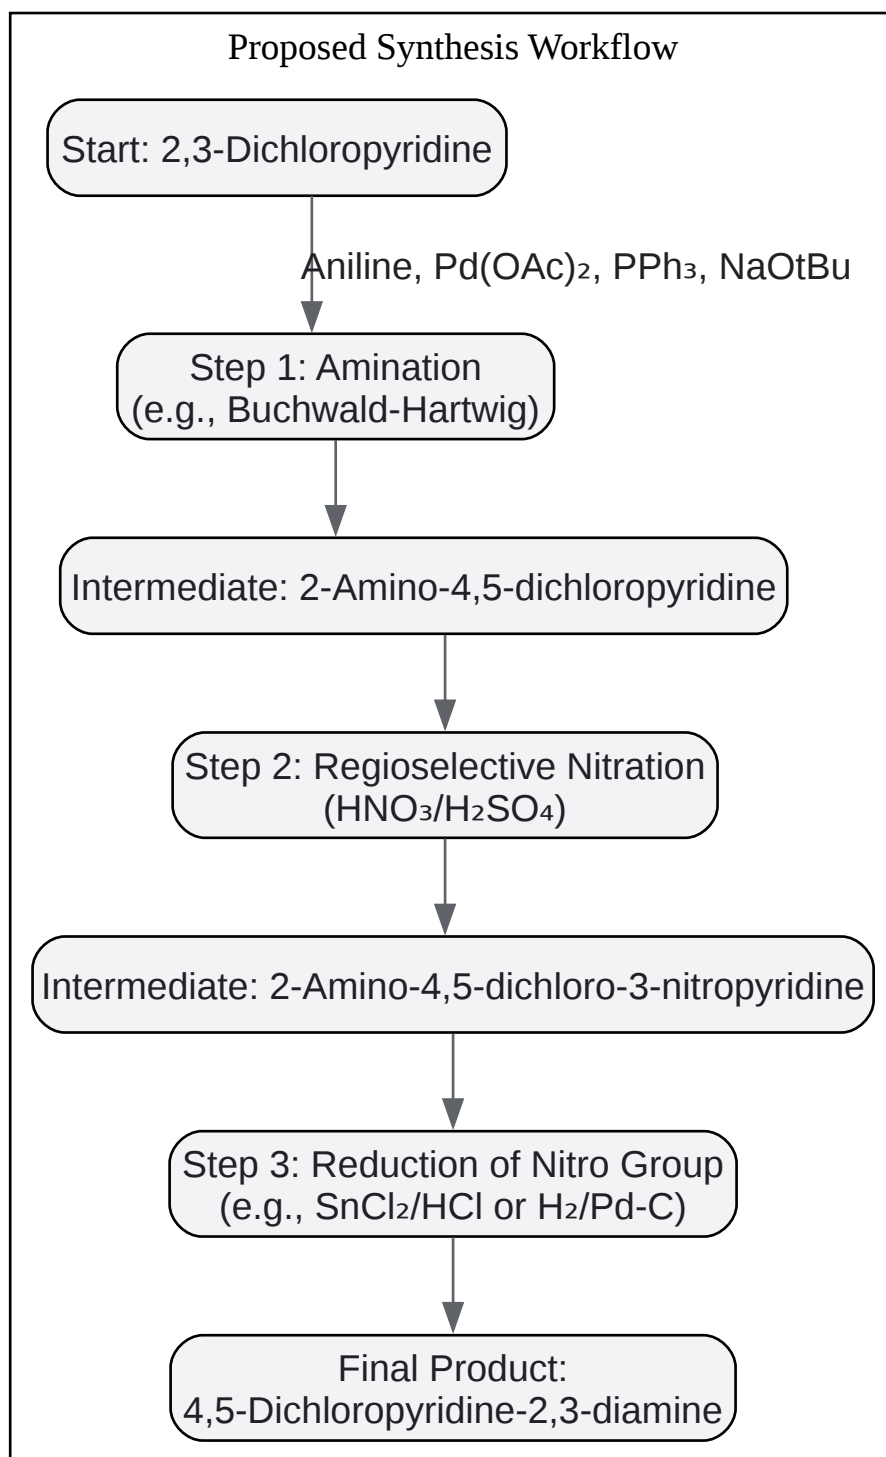 Proposed Synthesis Workflow
Start: 2,3-Dichloropyridine
Aniline, Pd(OAc)₂, PPh₃, NaOtBu
Step 1: Amination
(e.g., Buchwald-Hartwig)
Intermediate: 2-Amino-4,5-dichloropyridine
Step 2: Regioselective Nitration
(HNO₃/H₂SO₄)
Intermediate: 2-Amino-4,5-dichloro-3-nitropyridine
Step 3: Reduction of Nitro Group
(e.g., SnCl₂/HCl or H₂/Pd-C)
Final Product:
4,5-Dichloropyridine-2,3-diamine